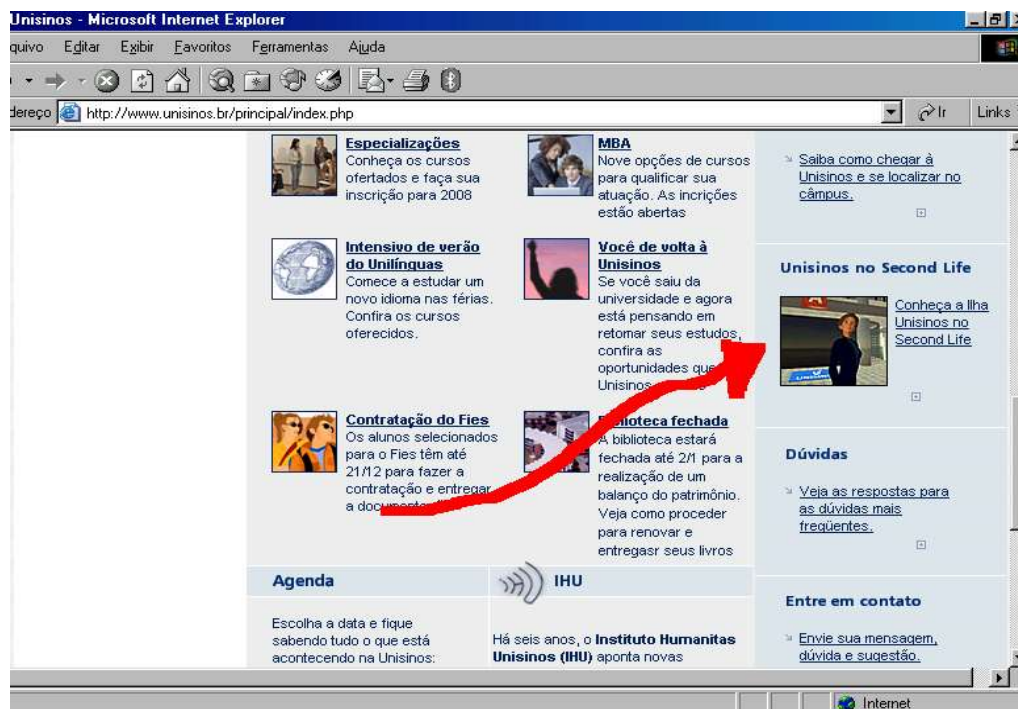 Unisinos - Microsoft Internet Explorer
quivo Editar Exibir Favoritos Ferramentas Ajuda
dereço http://www.unisinos.br/principal/index.php Ir Links
Especializações
Conheça os cursos
ofertados e faça sua
inscrição para 2008
MBA
Nove opções de cursos
para qualificar sua
atuação. As incrições
estão abertas
Intensivo de verão
do Unilínguas
Comece a estudar um
novo idioma nas férias.
Confira os cursos
oferecidos.
Você de volta à
Unisinos
Se você saiu da
universidade e agora
está pensando em
retomar seus estudos,
confira as
oportunidades que
Unisinos
Contratação do Fies
Os alunos selecionados
para o Fies têm até
21/12 para fazer a
contratação e entregar
a
Biblioteca fechada
A biblioteca estará
fechada até 2/1 para a
realização de um
balanço do patrimônio.
Veja como proceder
para renovar e
entregasr seus livros
Agenda
Escolha a data e fique
sabendo tudo o que está
acontecendo na Unisinos:
IHU
Há seis anos, o Instituto Humanitas
Unisinos (IHU) aponta novas
Saiba como chegar à
Unisinos e se localizar no
câmpus.
Unisinos no Second Life
Conheça a Ilha
Unisinos no
Second Life
Dúvidas
Veja as respostas para
as dúvidas mais
freqüentes.
Entre em contato
Envie sua mensagem,
dúvida e sugestão.
Internet